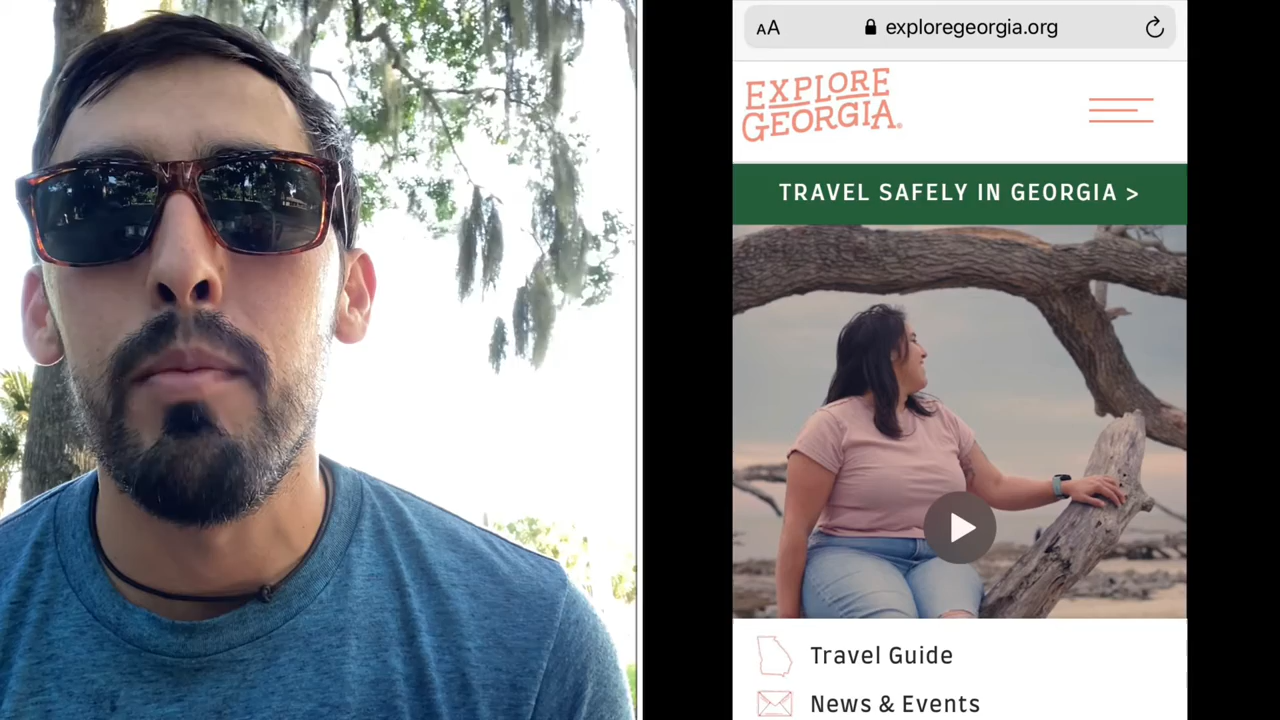 AA
exploregeorgia.org
EXPLORE
GEORGIA®
TRAVEL SAFELY IN GEORGIA >
Travel Guide
News & Events